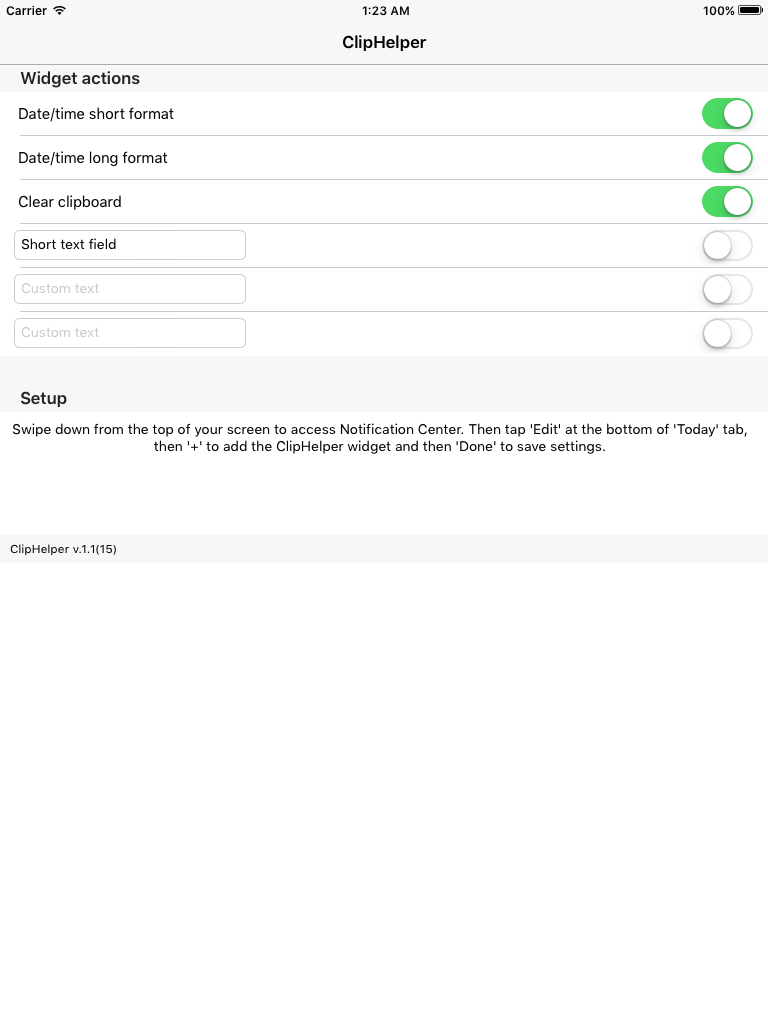 Carrier 1:23 AM 100%
ClipHelper
Widget actions
Date/time short format
Date/time long format
Clear clipboard
Short text field
Custom text
Custom text
Setup
Swipe down from the top of your screen to access Notification Center. Then tap 'Edit' at the bottom of 'Today' tab,
then '+' to add the ClipHelper widget and then 'Done' to save settings.
ClipHelper v.1.1(15)